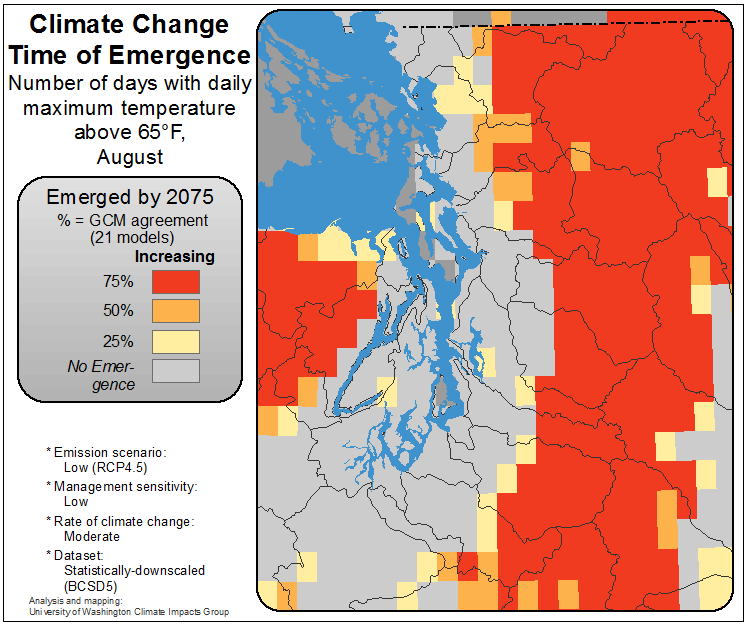 Climate Change
Time of Emergence
Number of days with daily
maximum temperature
above 65°F,
August
Emerged by 2075
% = GCM agreement
(21 models)
Increasing
75%
50%
25%
No Emer-
gence
* Emission scenario:
Low (RCP4.5)
* Management sensitivity:
Low
* Rate of climate change:
Moderate
* Dataset:
Statistically-downscaled
(BCSD5)
Analysis and mapping:
University of Washington Climate Impacts Group